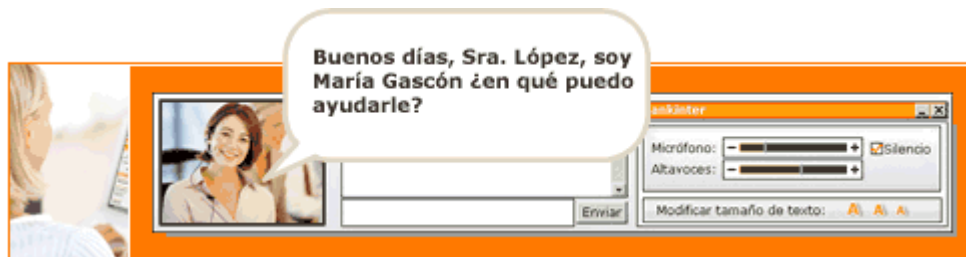 Buenos días, Sra. López, soy
María Gascón ¿en qué puedo
ayudarle?
ankinter
Micrófono: - + Silencio
Altavoces: - +
Enviar
Modificar tamaño de texto: A A A